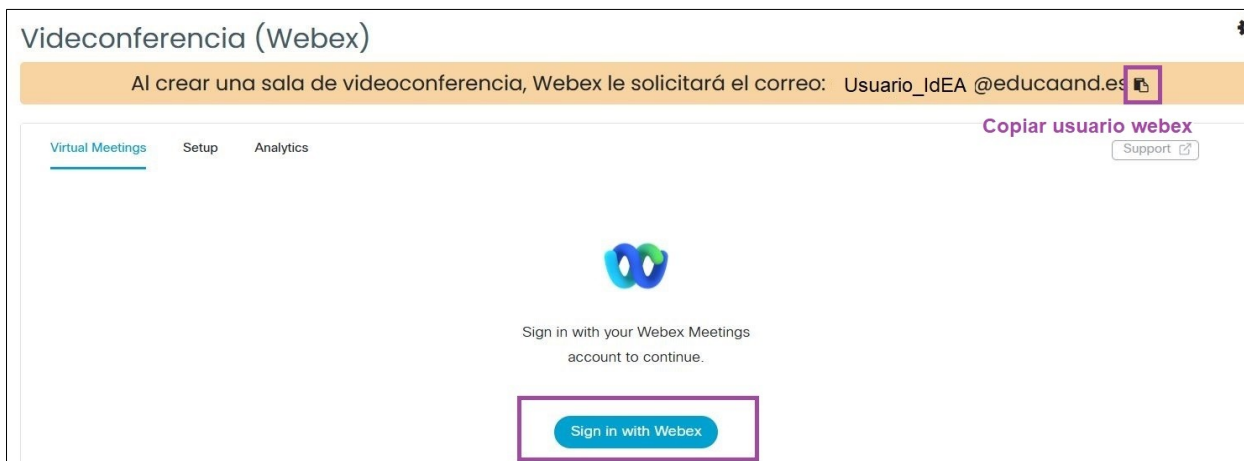 Videconferencia (Webex)
Al crear una sala de videoconferencia, Webex le solicitará el correo: Usuario_IdEA @educaand.es
Copiar usuario webex
Virtual Meetings Setup Analytics
Support
Sign in with your Webex Meetings
account to continue.
Sign in with Webex